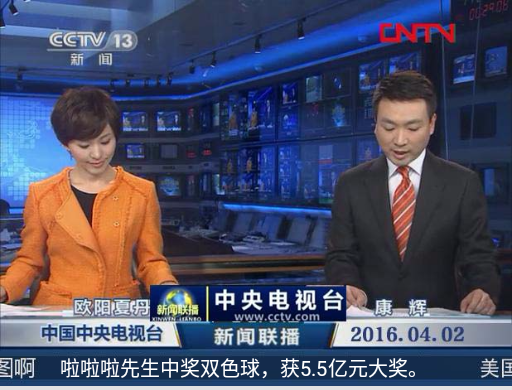 CCTV 13
新闻
CNTV
欧阳夏丹
新闻联播
XINWEN LIANBO
中央电视台
www.cctv.com
康 辉
中国中央电视台
新闻联播
2016.04.02
图啊 啦啦啦先生中奖双色球，获5.5亿元大奖。 美国